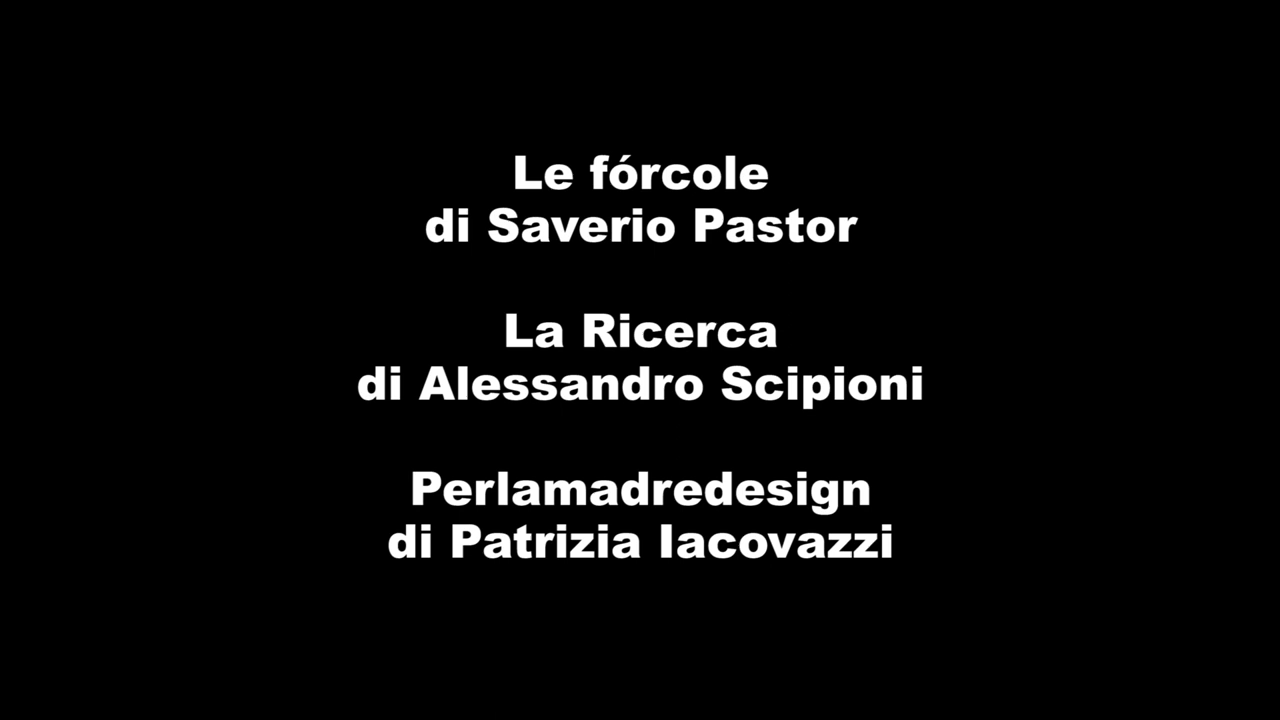 Le fórcole
di Saverio Pastor
La Ricerca
di Alessandro Scipioni
Perlamadredesign
di Patrizia Iacovazzi